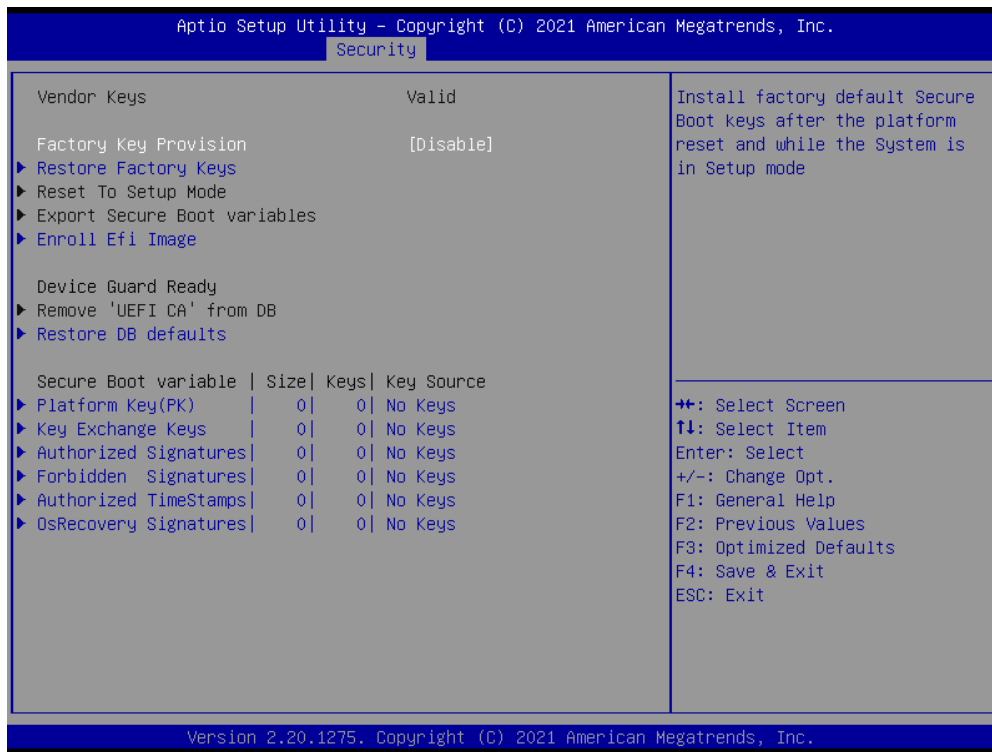 Aptio Setup Utility – Copyright (C) 2021 American Megatrends, Inc.
Security
Vendor Keys Valid
Factory Key Provision [Disable]
▶ Restore Factory Keys
▶ Reset To Setup Mode
▶ Export Secure Boot variables
▶ Enroll Efi Image
Device Guard Ready
▶ Remove 'UEFI CA' from DB
▶ Restore DB defaults
Secure Boot variable | Size| Keys| Key Source
▶ Platform Key(PK) | 0| 0| No Keys
▶ Key Exchange Keys | 0| 0| No Keys
▶ Authorized Signatures| 0| 0| No Keys
▶ Forbidden Signatures| 0| 0| No Keys
▶ Authorized TimeStamps| 0| 0| No Keys
▶ OsRecovery Signatures| 0| 0| No Keys
Install factory default Secure
Boot keys after the platform
reset and while the System is
in Setup mode
→←: Select Screen
↑↓: Select Item
Enter: Select
+/-: Change Opt.
F1: General Help
F2: Previous Values
F3: Optimized Defaults
F4: Save & Exit
ESC: Exit
Version 2.20.1275. Copyright (C) 2021 American Megatrends, Inc.